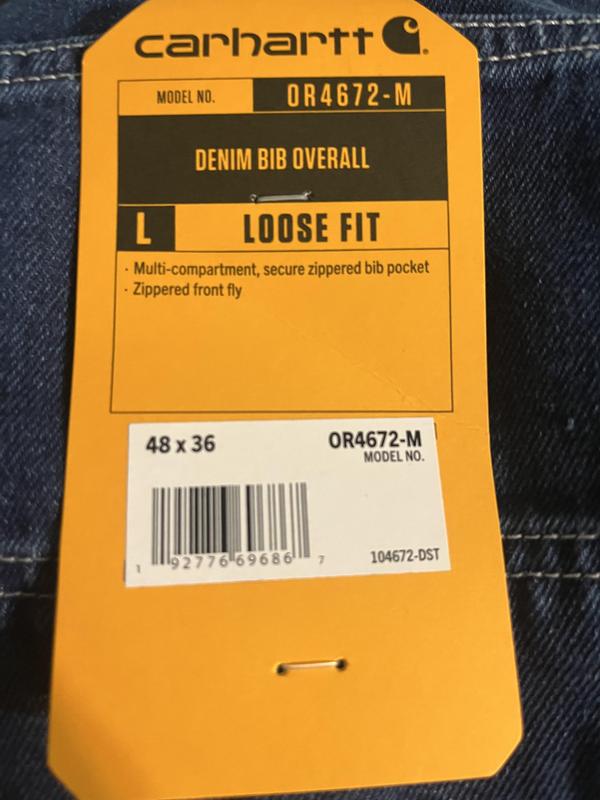 carhartt
MODEL NO. OR4672-M
DENIM BIB OVERALL
L LOOSE FIT
· Multi-compartment, secure zippered bib pocket
· Zippered front fly
48 x 36 OR4672-M
MODEL NO.
1 92776 69686 7 104672-DST